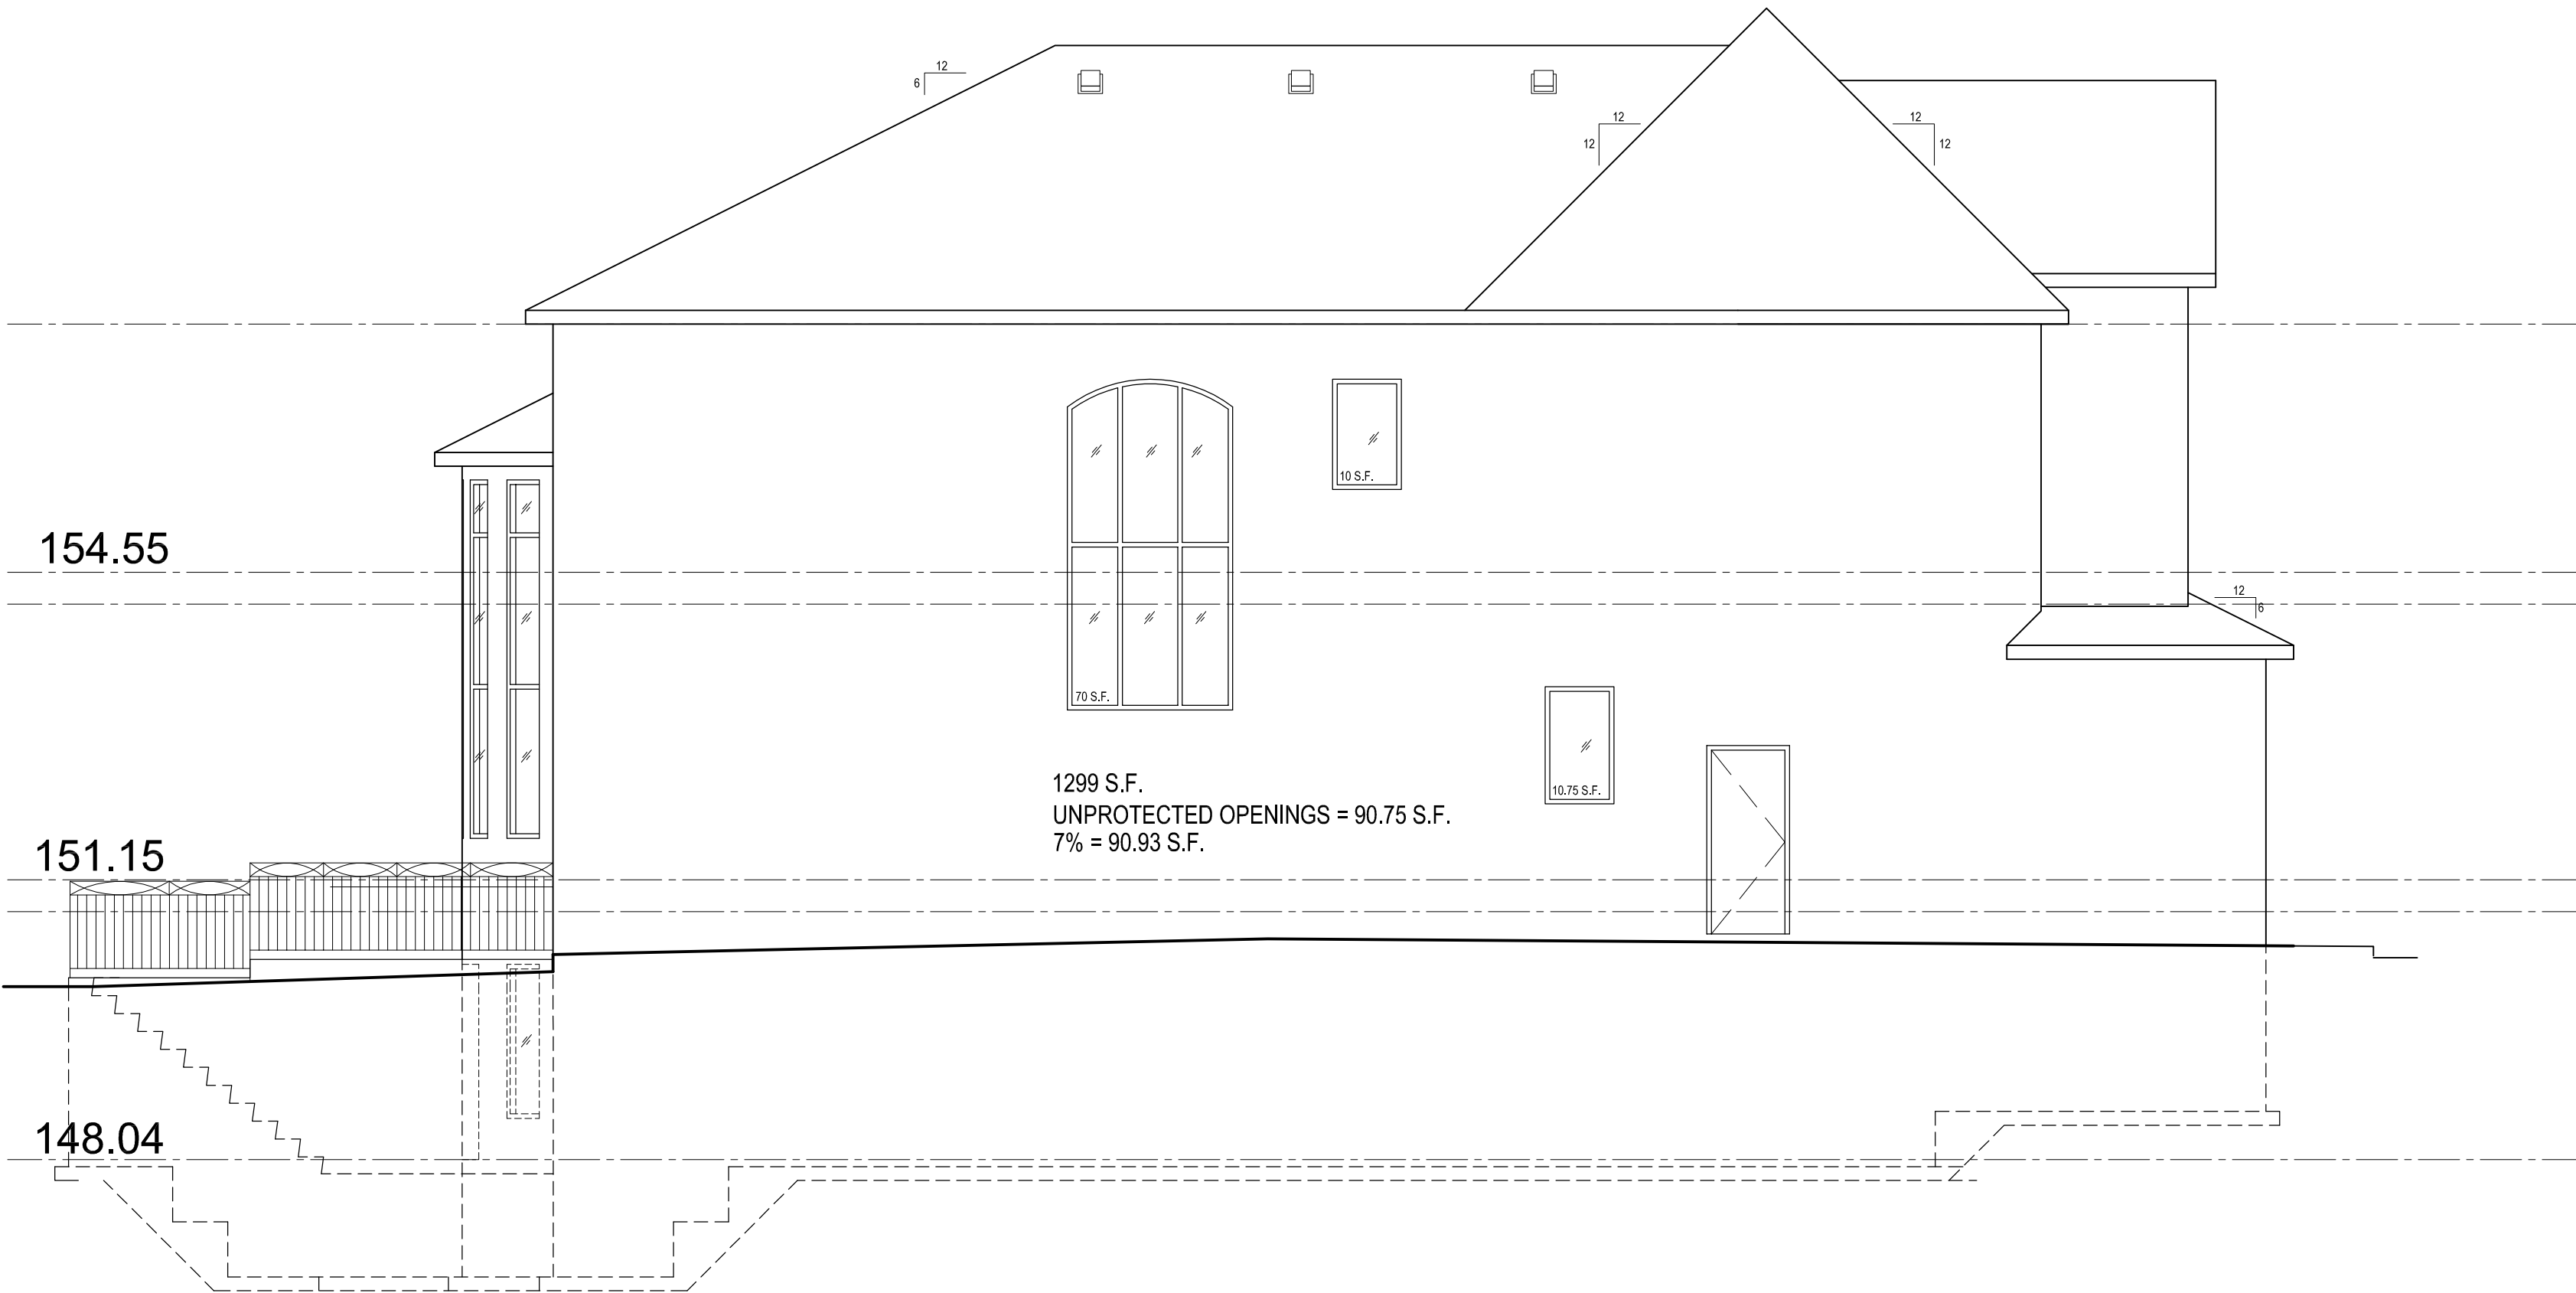 12
6
12
12
12
12
10 S.F.
154.55
12
6
70 S.F.
10.75 S.F.
1299 S.F.
UNPROTECTED OPENINGS = 90.75 S.F.
7% = 90.93 S.F.
151.15
148.04